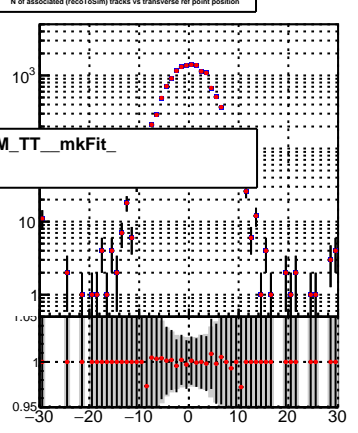 N of associated (recoToSim) tracks vs transverse ref point position
10³
M_TT__mkFit_
10
1
1.05
1
0.95
−30 −20 −10 0 10 20 30